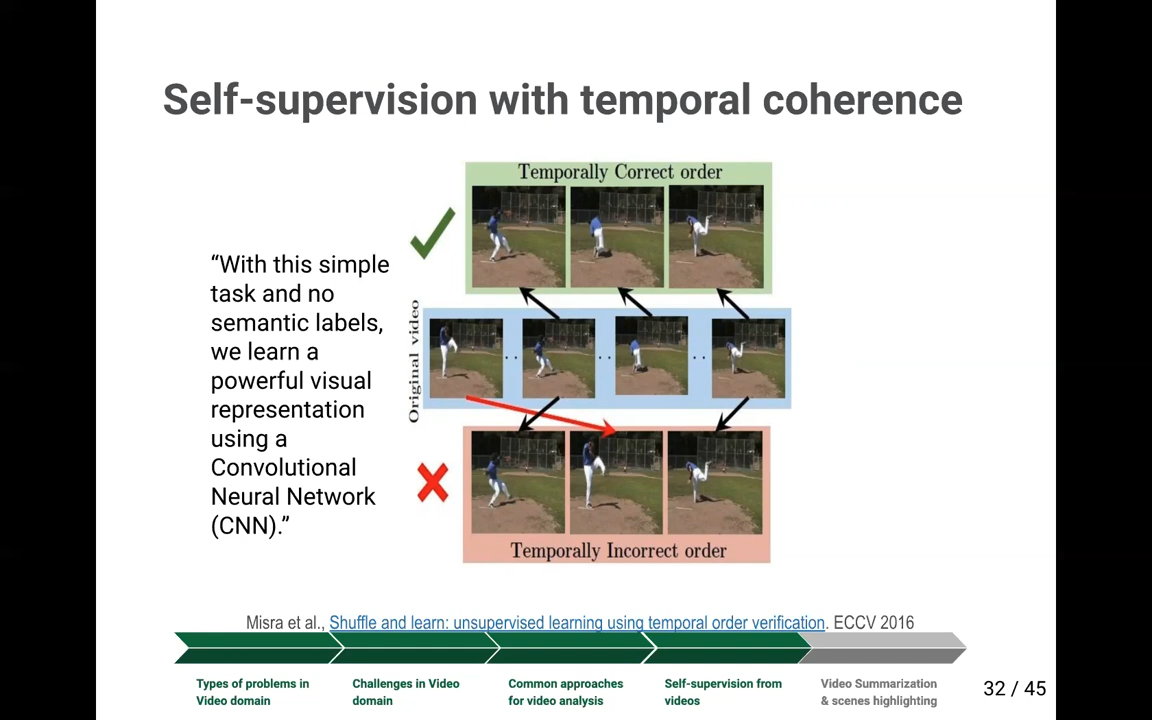 Self-supervision with temporal coherence
“With this simple
task and no
semantic labels,
we learn a
powerful visual
representation
using a
Convolutional
Neural Network
(CNN).”
Temporally Correct order
Original video
Temporally Incorrect order
Misra et al., Shuffle and learn: unsupervised learning using temporal order verification. ECCV 2016
Types of problems in
Video domain
Challenges in Video
domain
Common approaches
for video analysis
Self-supervision from
videos
Video Summarization
& scenes highlighting
32 / 45